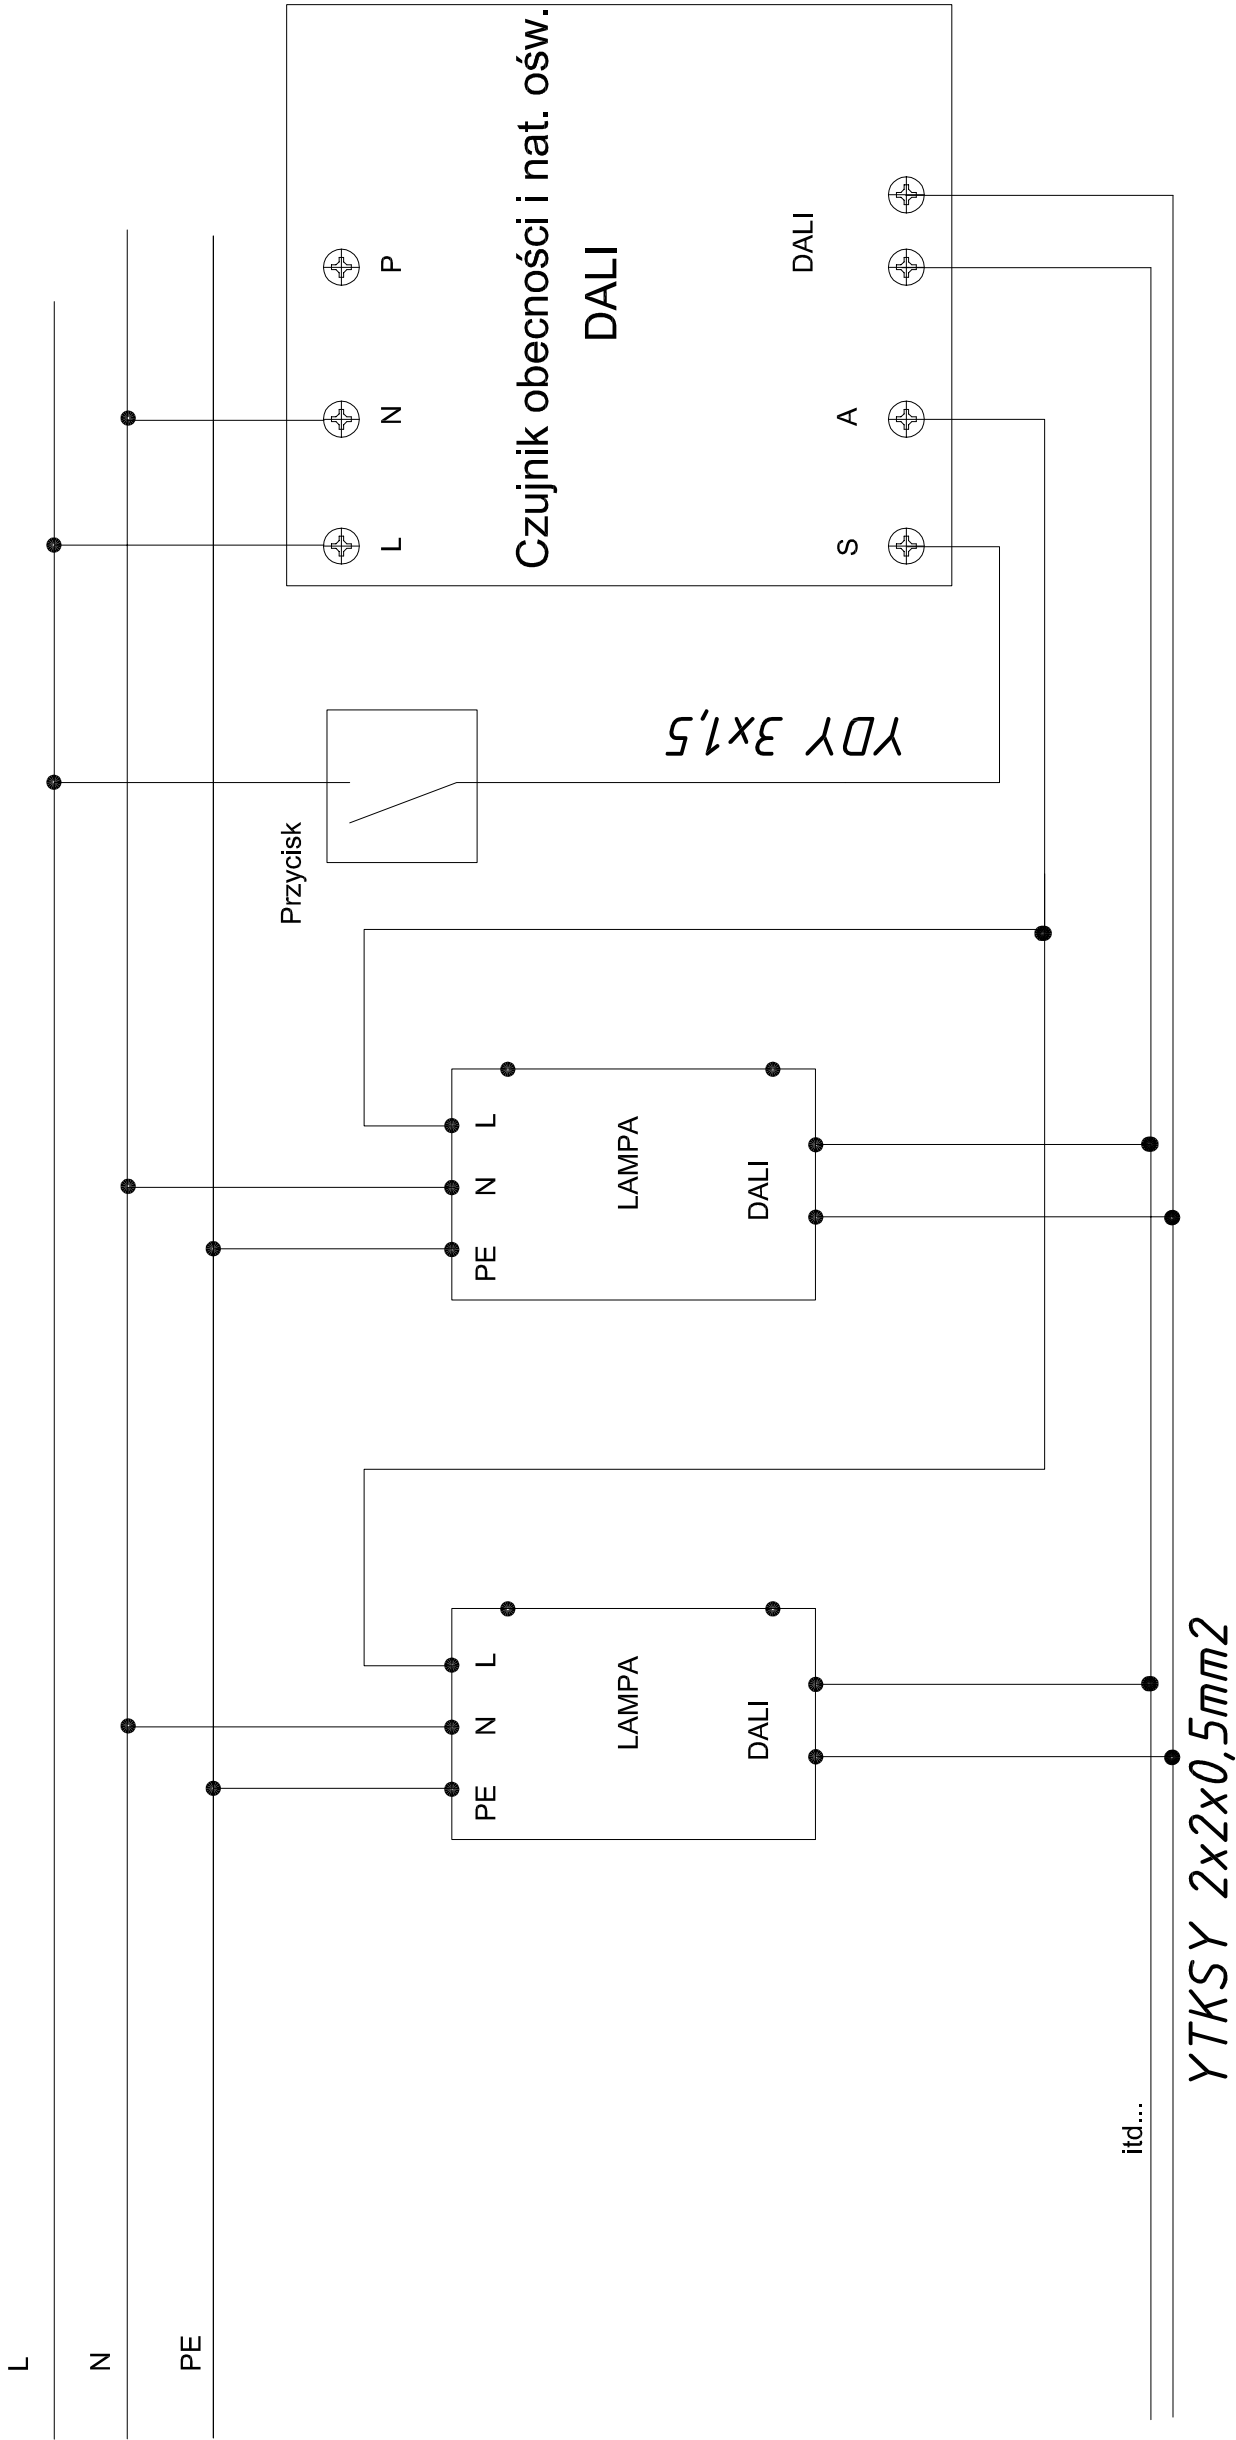 L
N
PE
PE
N
L
LAMPA
DALI
PE
N
L
LAMPA
DALI
Przycisk
YDY 3x1,5
L
N
P
Czujnik obecności i nat. ośw.
DALI
S
A
DALI
itd...
YTKSY 2x2x0,5mm2